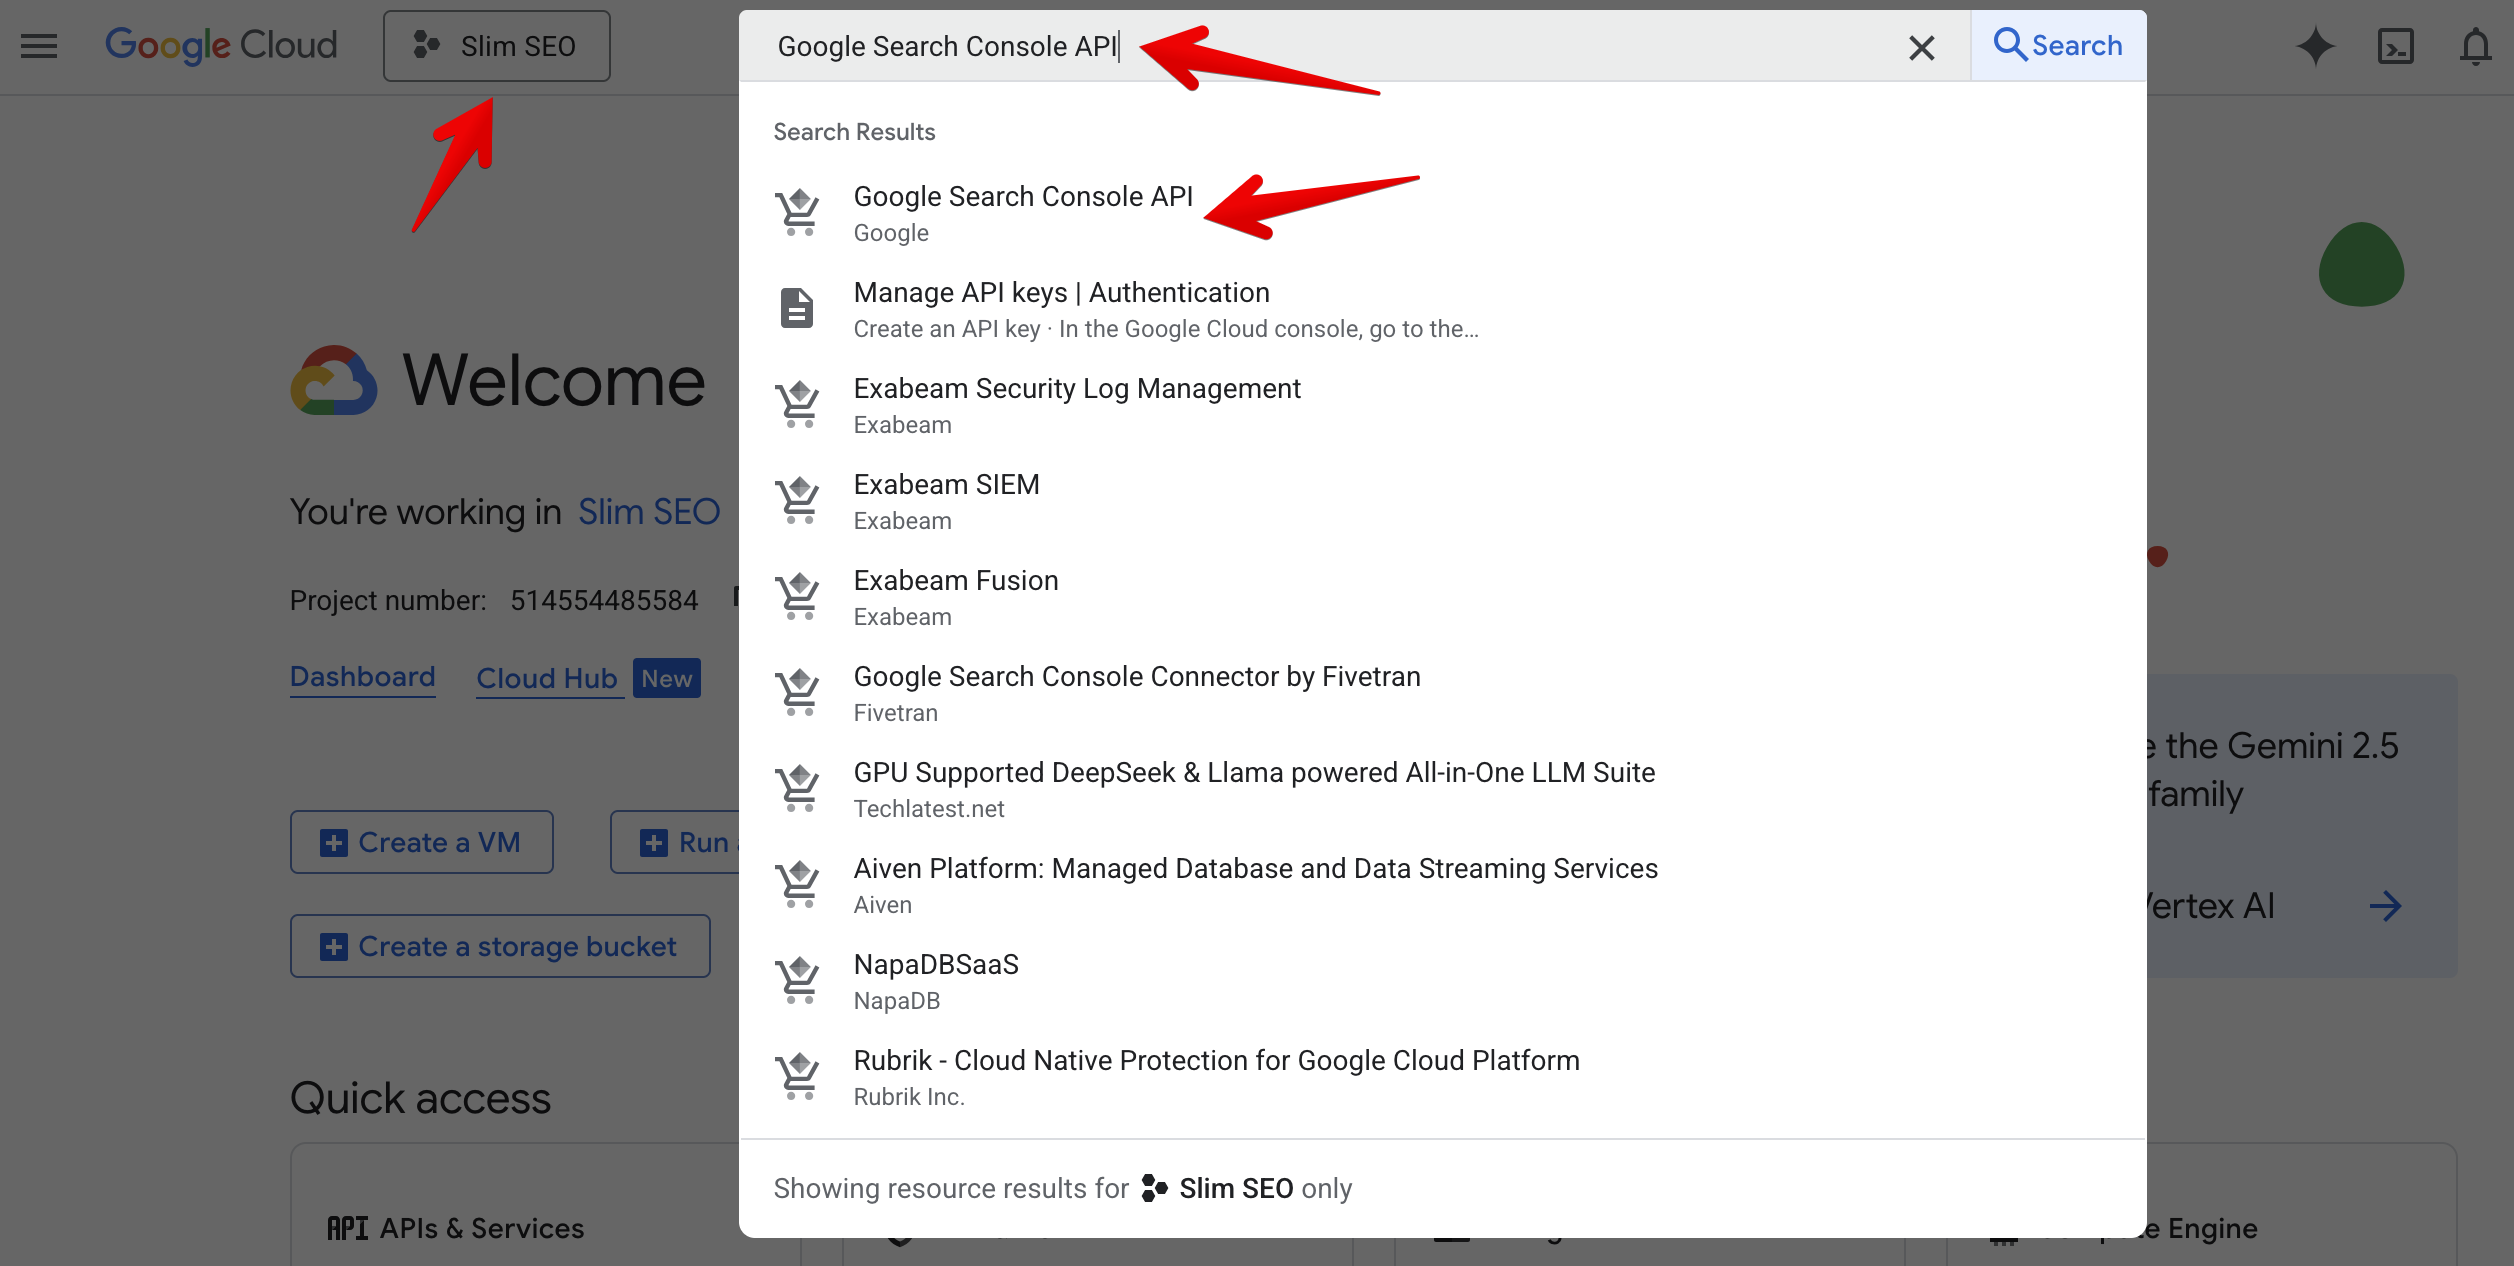 Google Cloud
Slim SEO
Google Search Console API
Search
Search Results
Google Search Console API
Google
Manage API keys | Authentication
Create an API key · In the Google Cloud console, go to the...
Exabeam Security Log Management
Exabeam
Exabeam SIEM
Exabeam
Exabeam Fusion
Exabeam
Google Search Console Connector by Fivetran
Fivetran
GPU Supported DeepSeek & Llama powered All-in-One LLM Suite
Techlatest.net
Aiven Platform: Managed Database and Data Streaming Services
Aiven
NapaDBSaaS
NapaDB
Rubrik - Cloud Native Protection for Google Cloud Platform
Rubrik Inc.
Showing resource results for Slim SEO only
Welcome
You're working in Slim SEO
Project number: 514554485584
Dashboard
Cloud Hub New
Create a VM
Run
Create a storage bucket
the Gemini 2.5
family
Vertex AI
Quick access
API APIs & Services
Engine